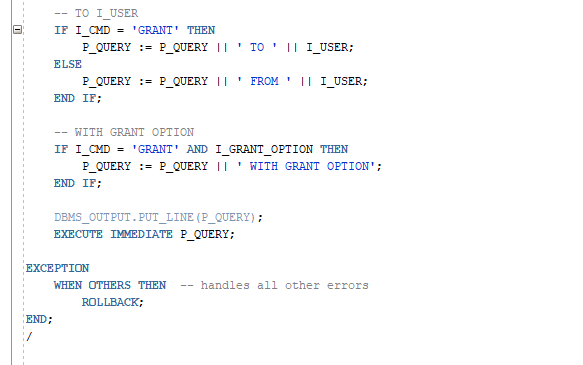 -- TO I_USER
IF I_CMD = 'GRANT' THEN
P_QUERY := P_QUERY || ' TO ' || I_USER;
ELSE
P_QUERY := P_QUERY || ' FROM ' || I_USER;
END IF;
-- WITH GRANT OPTION
IF I_CMD = 'GRANT' AND I_GRANT_OPTION THEN
P_QUERY := P_QUERY || ' WITH GRANT OPTION';
END IF;
DBMS_OUTPUT.PUT_LINE(P_QUERY);
EXECUTE IMMEDIATE P_QUERY;
EXCEPTION
WHEN OTHERS THEN  -- handles all other errors
ROLLBACK;
END;
/